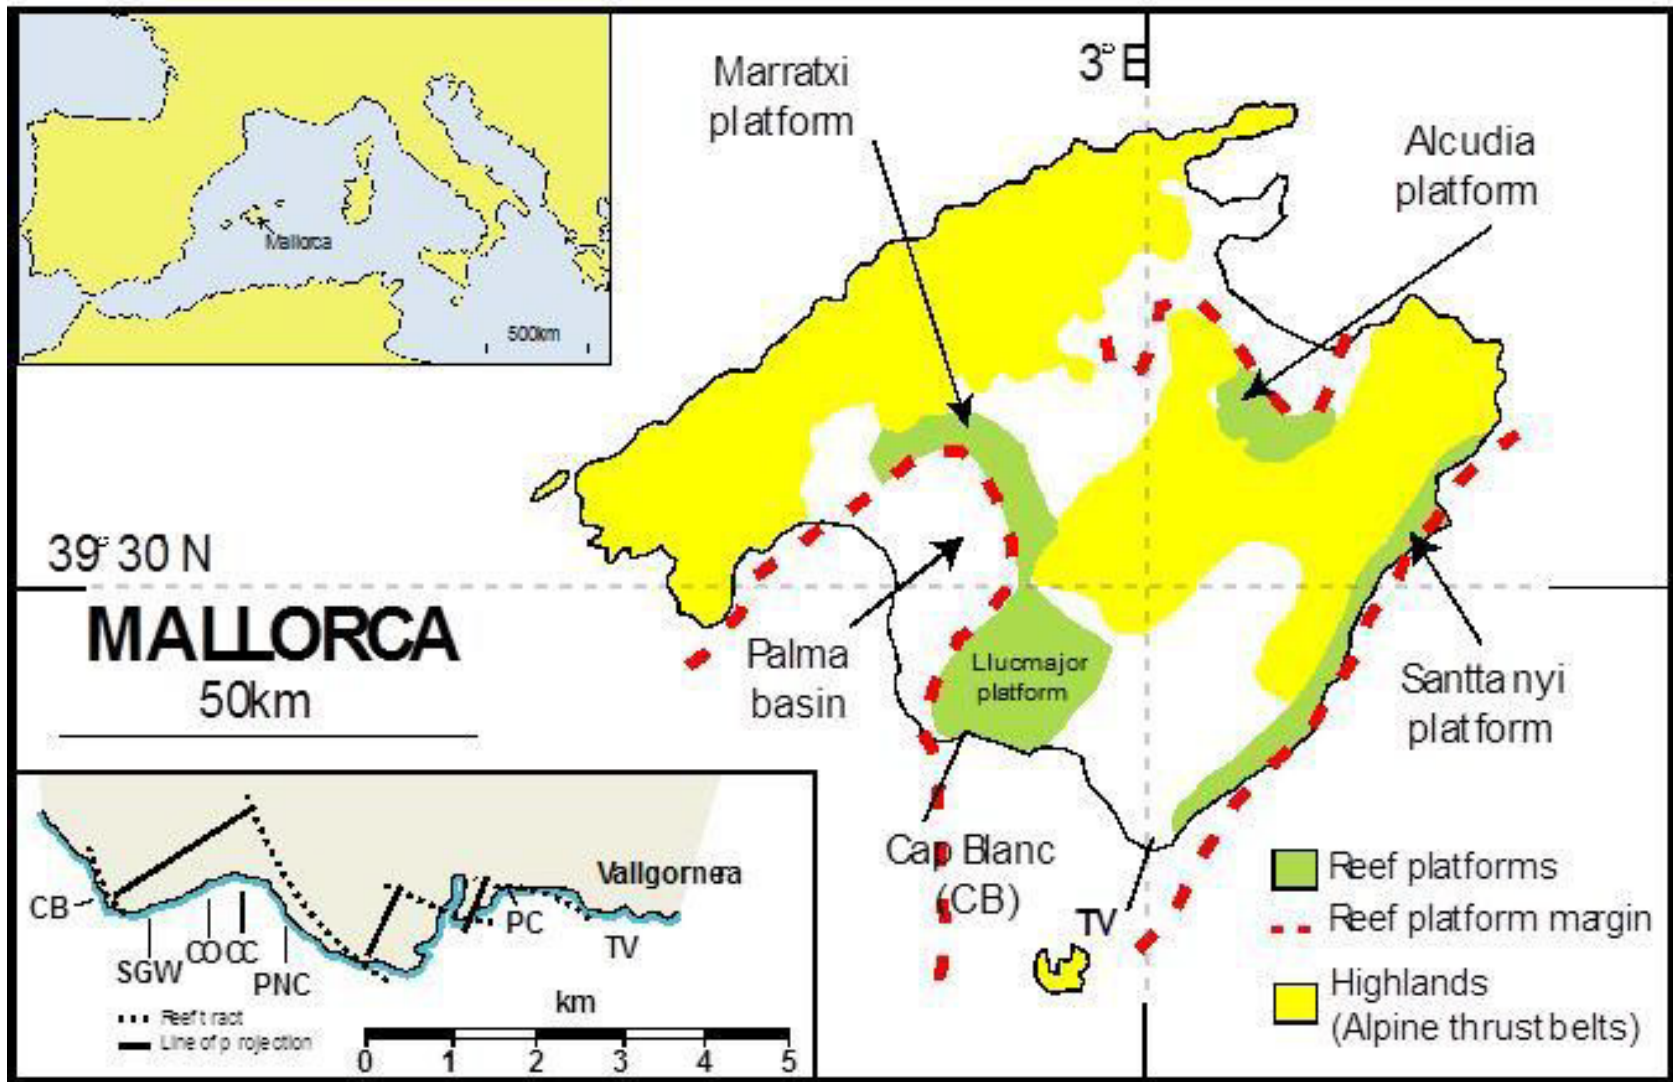 Mallorca
500km
Marratxi
platform
3° E
Alcudia
platform
39° 30 N
MALLORCA
50km
Palma
basin
Llucmajor
platform
Santtanyi
platform
Cap Blanc
(CB)
TV
Reef platforms
Reef platform margin
Highlands
(Alpine thrust belts)
Vallgornera
CB
SGW
CO
CC
PNC
PC
TV
Reef tract
Line of projection
km
0 1 2 3 4 5